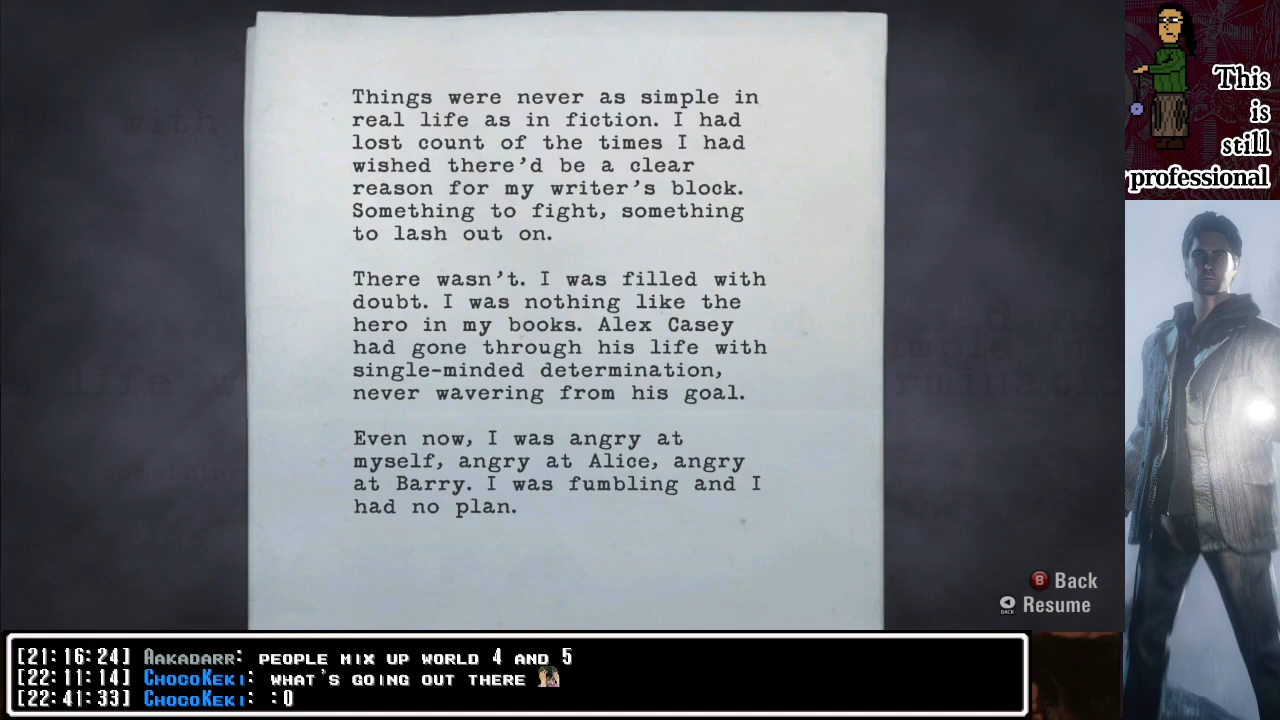 Things were never as simple in
real life as in fiction. I had
lost count of the times I had
wished there'd be a clear
reason for my writer's block.
Something to fight, something
to lash out on.
There wasn't. I was filled with
doubt. I was nothing like the
hero in my books. Alex Casey
had gone through his life with
single-minded determination,
never wavering from his goal.
Even now, I was angry at
myself, angry at Alice, angry
at Barry. I was fumbling and I
had no plan.
B Back
BACK Resume
This
is
still
professional
[21:16:24] Aakadarr: PEOPLE MIX UP WORLD 4 AND 5
[22:11:14] ChocoKeki: WHAT'S GOING OUT THERE
[22:41:33] ChocoKeki: :O